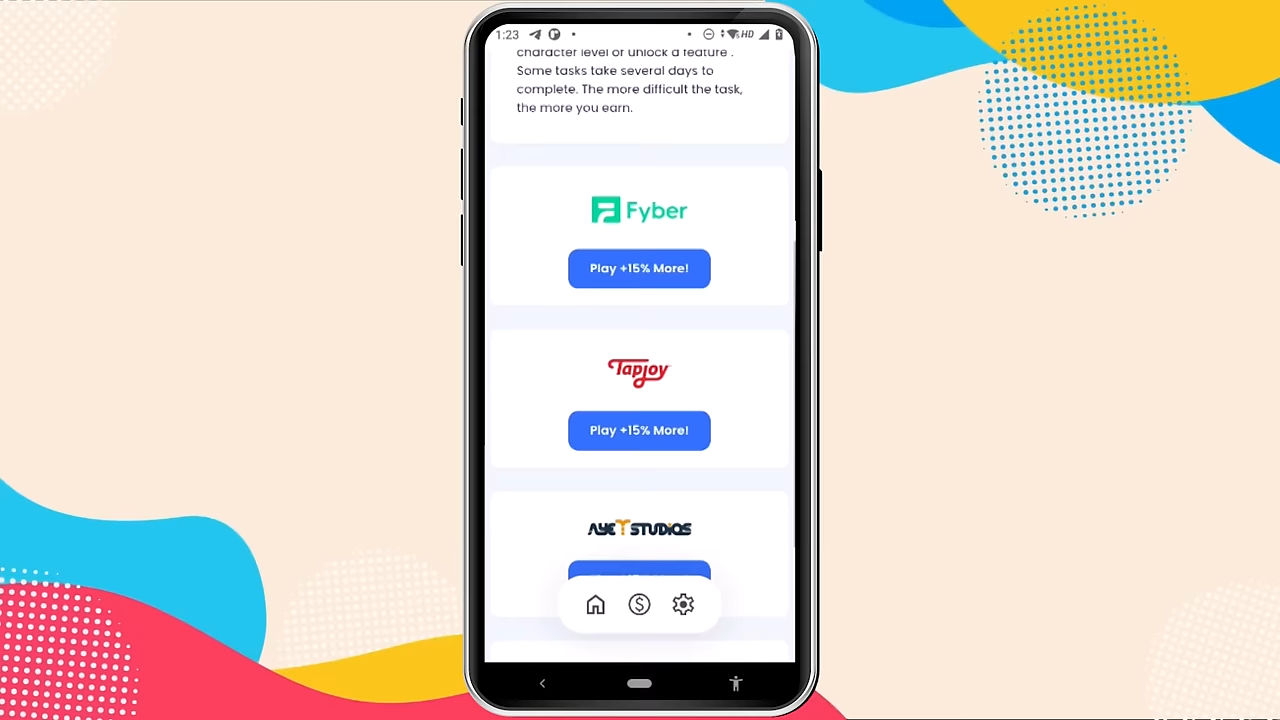 1:23
HD
character level or unlock a feature .
Some tasks take several days to
complete. The more difficult the task,
the more you earn.
Fyber
Play +15% More!
Tapjoy
Play +15% More!
AYET STUDIOS